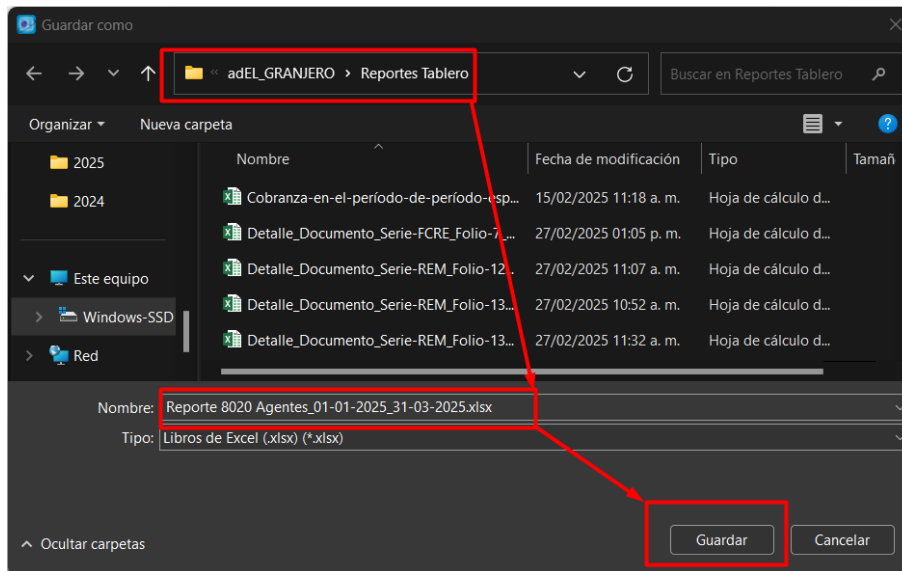 Guardar como
« adEL_GRANJERO > Reportes Tablero
Buscar en Reportes Tablero
Organizar
Nueva carpeta
?
2025
2024
Este equipo
Windows-SSD
Red
Nombre Fecha de modificación Tipo Tamañ
Cobranza-en-el-período-de-período-esp... 15/02/2025 11:18 a. m. Hoja de cálculo d...
Detalle_Documento_Serie-FCRE_Folio-7_... 27/02/2025 01:05 p. m. Hoja de cálculo d...
Detalle_Documento_Serie-REM_Folio-12... 27/02/2025 11:07 a. m. Hoja de cálculo d...
Detalle_Documento_Serie-REM_Folio-13... 27/02/2025 10:52 a. m. Hoja de cálculo d...
Detalle_Documento_Serie-REM_Folio-13... 27/02/2025 11:32 a. m. Hoja de cálculo d...
Nombre: Reporte 8020 Agentes_01-01-2025_31-03-2025.xlsx
Tipo: Libros de Excel (.xlsx) (*.xlsx)
Ocultar carpetas
Guardar
Cancelar